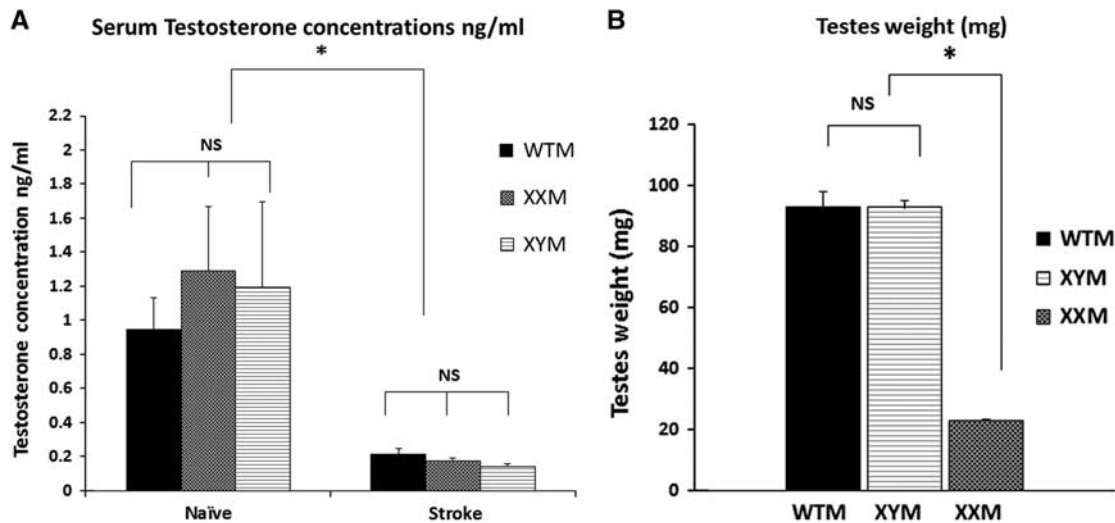 A
Serum Testosterone concentrations ng/ml
*
Testosterone concentration ng/ml
2.2
2
1.8
1.6
1.4
1.2
1
0.8
0.6
0.4
0.2
0
NS
NS
WTM
XXM
XYM
Naïve
Stroke
B
Testes weight (mg)
*
NS
Testes weight (mg)
120
100
80
60
40
20
0
WTM
XYM
XXM
WTM
XYM
XXM